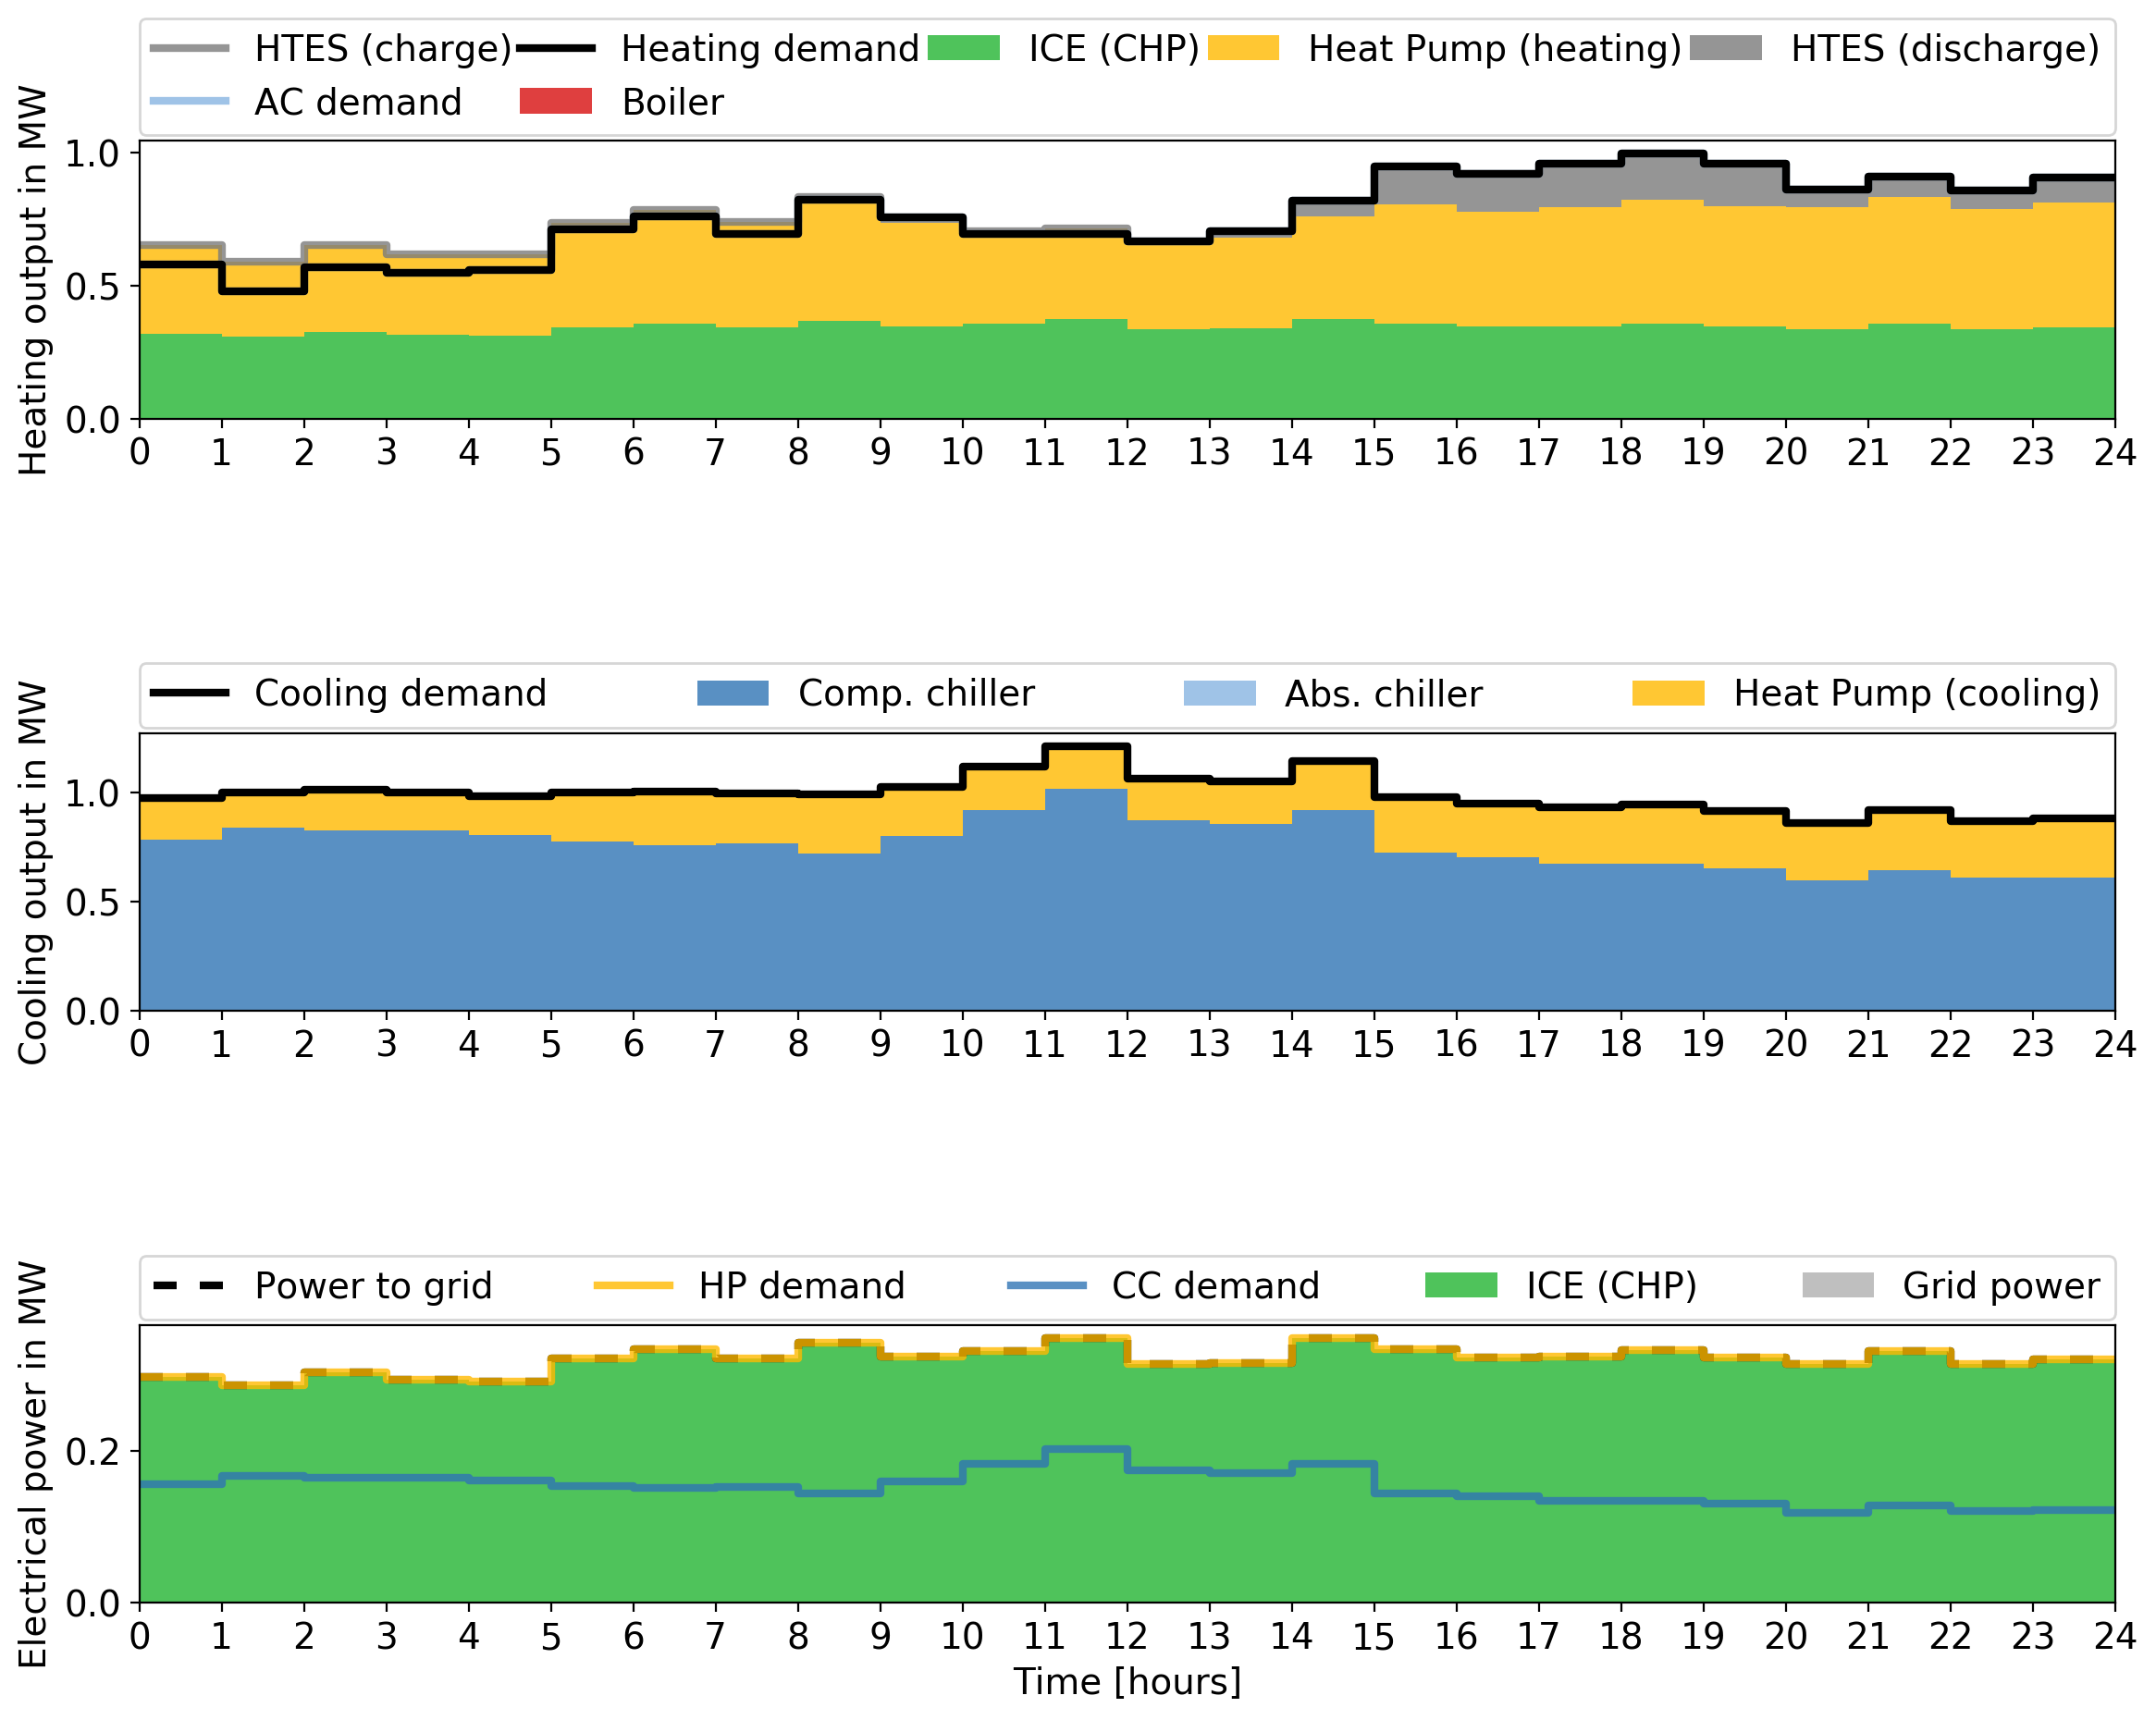 HTES (charge) Heating demand ICE (CHP) Heat Pump (heating) HTES (discharge)
AC demand Boiler
Heating output in MW
1.0
0.5
0.0
0 1 2 3 4 5 6 7 8 9 10 11 12 13 14 15 16 17 18 19 20 21 22 23 24
Cooling demand Comp. chiller Abs. chiller Heat Pump (cooling)
Cooling output in MW
1.0
0.5
0.0
0 1 2 3 4 5 6 7 8 9 10 11 12 13 14 15 16 17 18 19 20 21 22 23 24
Power to grid HP demand CC demand ICE (CHP) Grid power
Electrical power in MW
0.2
0.0
0 1 2 3 4 5 6 7 8 9 10 11 12 13 14 15 16 17 18 19 20 21 22 23 24
Time [hours]